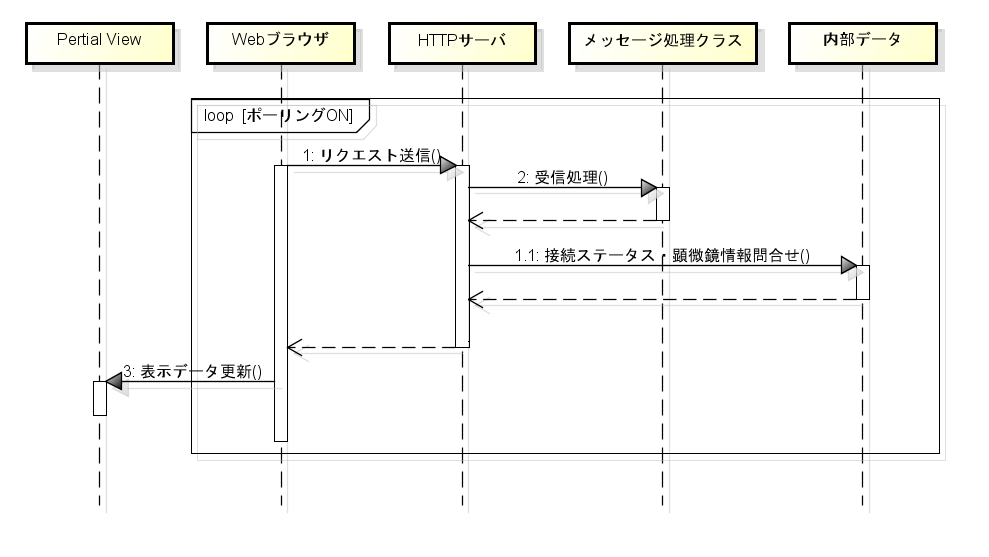 Pertial View
Webブラウザ
HTTPサーバ
メッセージ処理クラス
内部データ
loop [ポーリングON]
1: リクエスト送信()
2: 受信処理()
1.1: 接続ステータス・顕微鏡情報問合せ()
3: 表示データ更新()